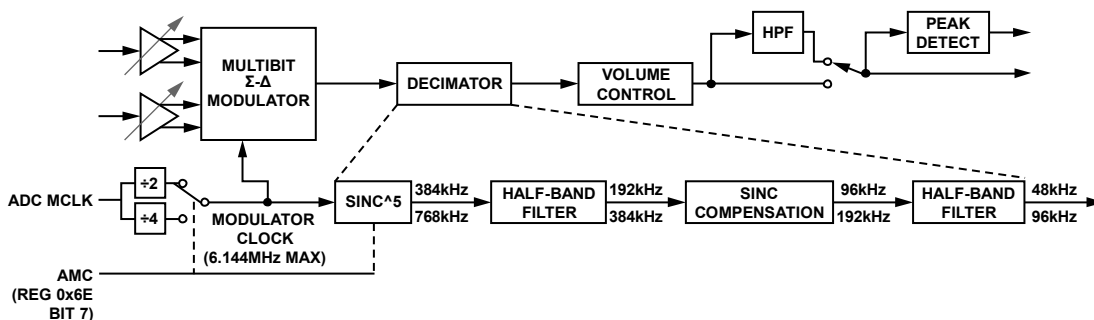 HPF
PEAK
DETECT
MULTIBIT
Σ-Δ
MODULATOR
DECIMATOR
VOLUME
CONTROL
ADC MCLK
÷2
÷4
MODULATOR
CLOCK
(6.144MHz MAX)
SINC^5
384kHz
768kHz
HALF-BAND
FILTER
192kHz
384kHz
SINC
COMPENSATION
96kHz
192kHz
HALF-BAND
FILTER
48kHz
96kHz
AMC
(REG 0x6E
BIT 7)